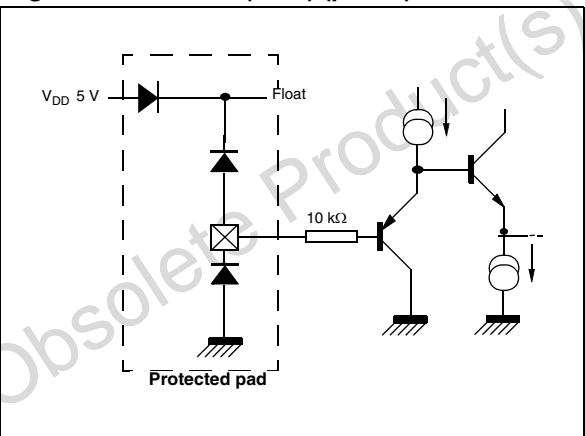 V_DD 5 V
Float
10 kΩ
Protected pad
Obsolete Product(s)